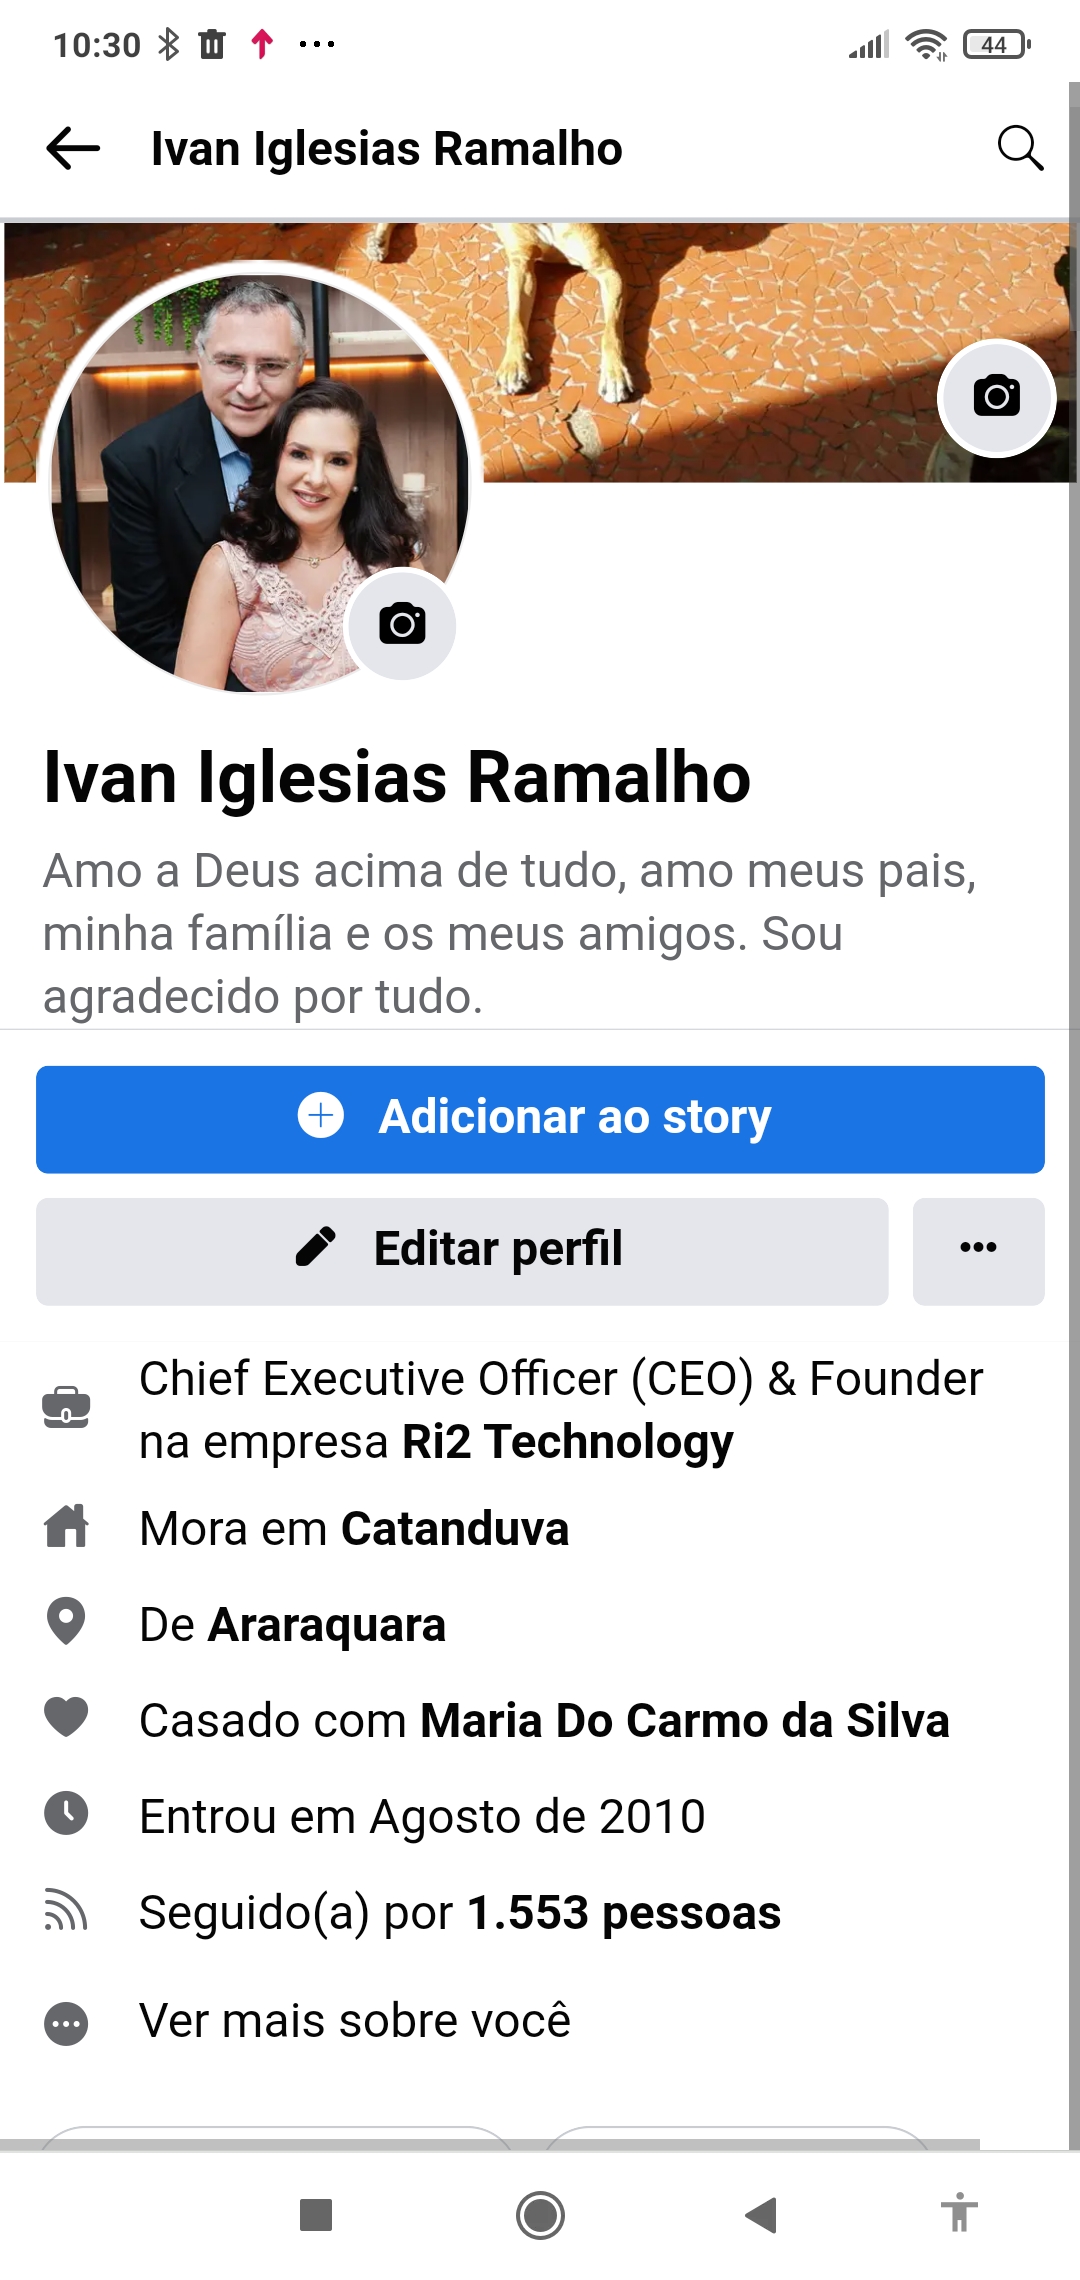 10:30
44
Ivan Iglesias Ramalho
Ivan Iglesias Ramalho
Amo a Deus acima de tudo, amo meus pais,
minha família e os meus amigos. Sou
agradecido por tudo.
Adicionar ao story
Editar perfil
Chief Executive Officer (CEO) & Founder
na empresa Ri2 Technology
Mora em Catanduva
De Araraquara
Casado com Maria Do Carmo da Silva
Entrou em Agosto de 2010
Seguido(a) por 1.553 pessoas
Ver mais sobre você